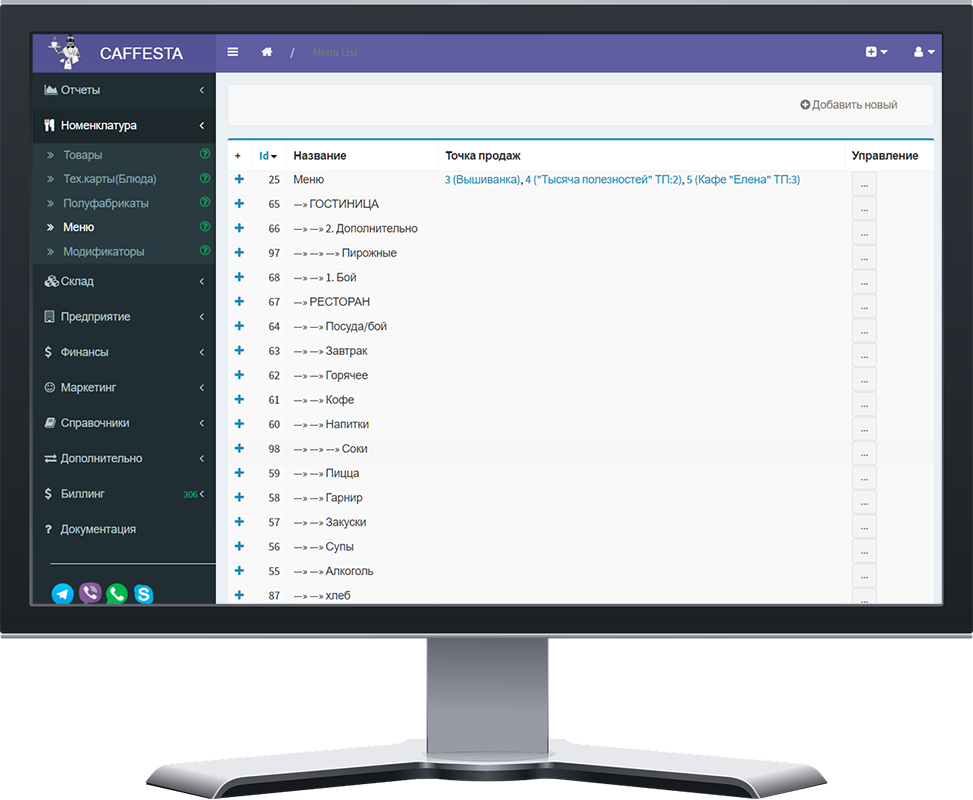 CAFFESTA
/ Menu List
Отчеты
Добавить новый
Номенклатура
Товары
Тех.карты(Блюда)
Полуфабрикаты
Меню
Модификаторы
Склад
Предприятие
Финансы
Маркетинг
Справочники
Дополнительно
Биллинг 306
Документация
+ Id Название Точка продаж Управление
25 Меню 3 (Вышиванка), 4 ("Тысяча полезностей" ТП:2), 5 (Кафе "Елена" ТП:3) ...
65 —» ГОСТИНИЦА ...
66 —» —» 2. Дополнительно ...
97 —» —» —» Пирожные ...
68 —» —» 1. Бой ...
67 —» РЕСТОРАН ...
64 —» —» Посуда/бой ...
63 —» —» Завтрак ...
62 —» —» Горячее ...
61 —» —» Кофе ...
60 —» —» Напитки ...
98 —» —» —» Соки ...
59 —» —» Пицца ...
58 —» —» Гарнир ...
57 —» —» Закуски ...
56 —» —» Супы ...
55 —» —» Алкоголь ...
87 —» —» хлеб ...